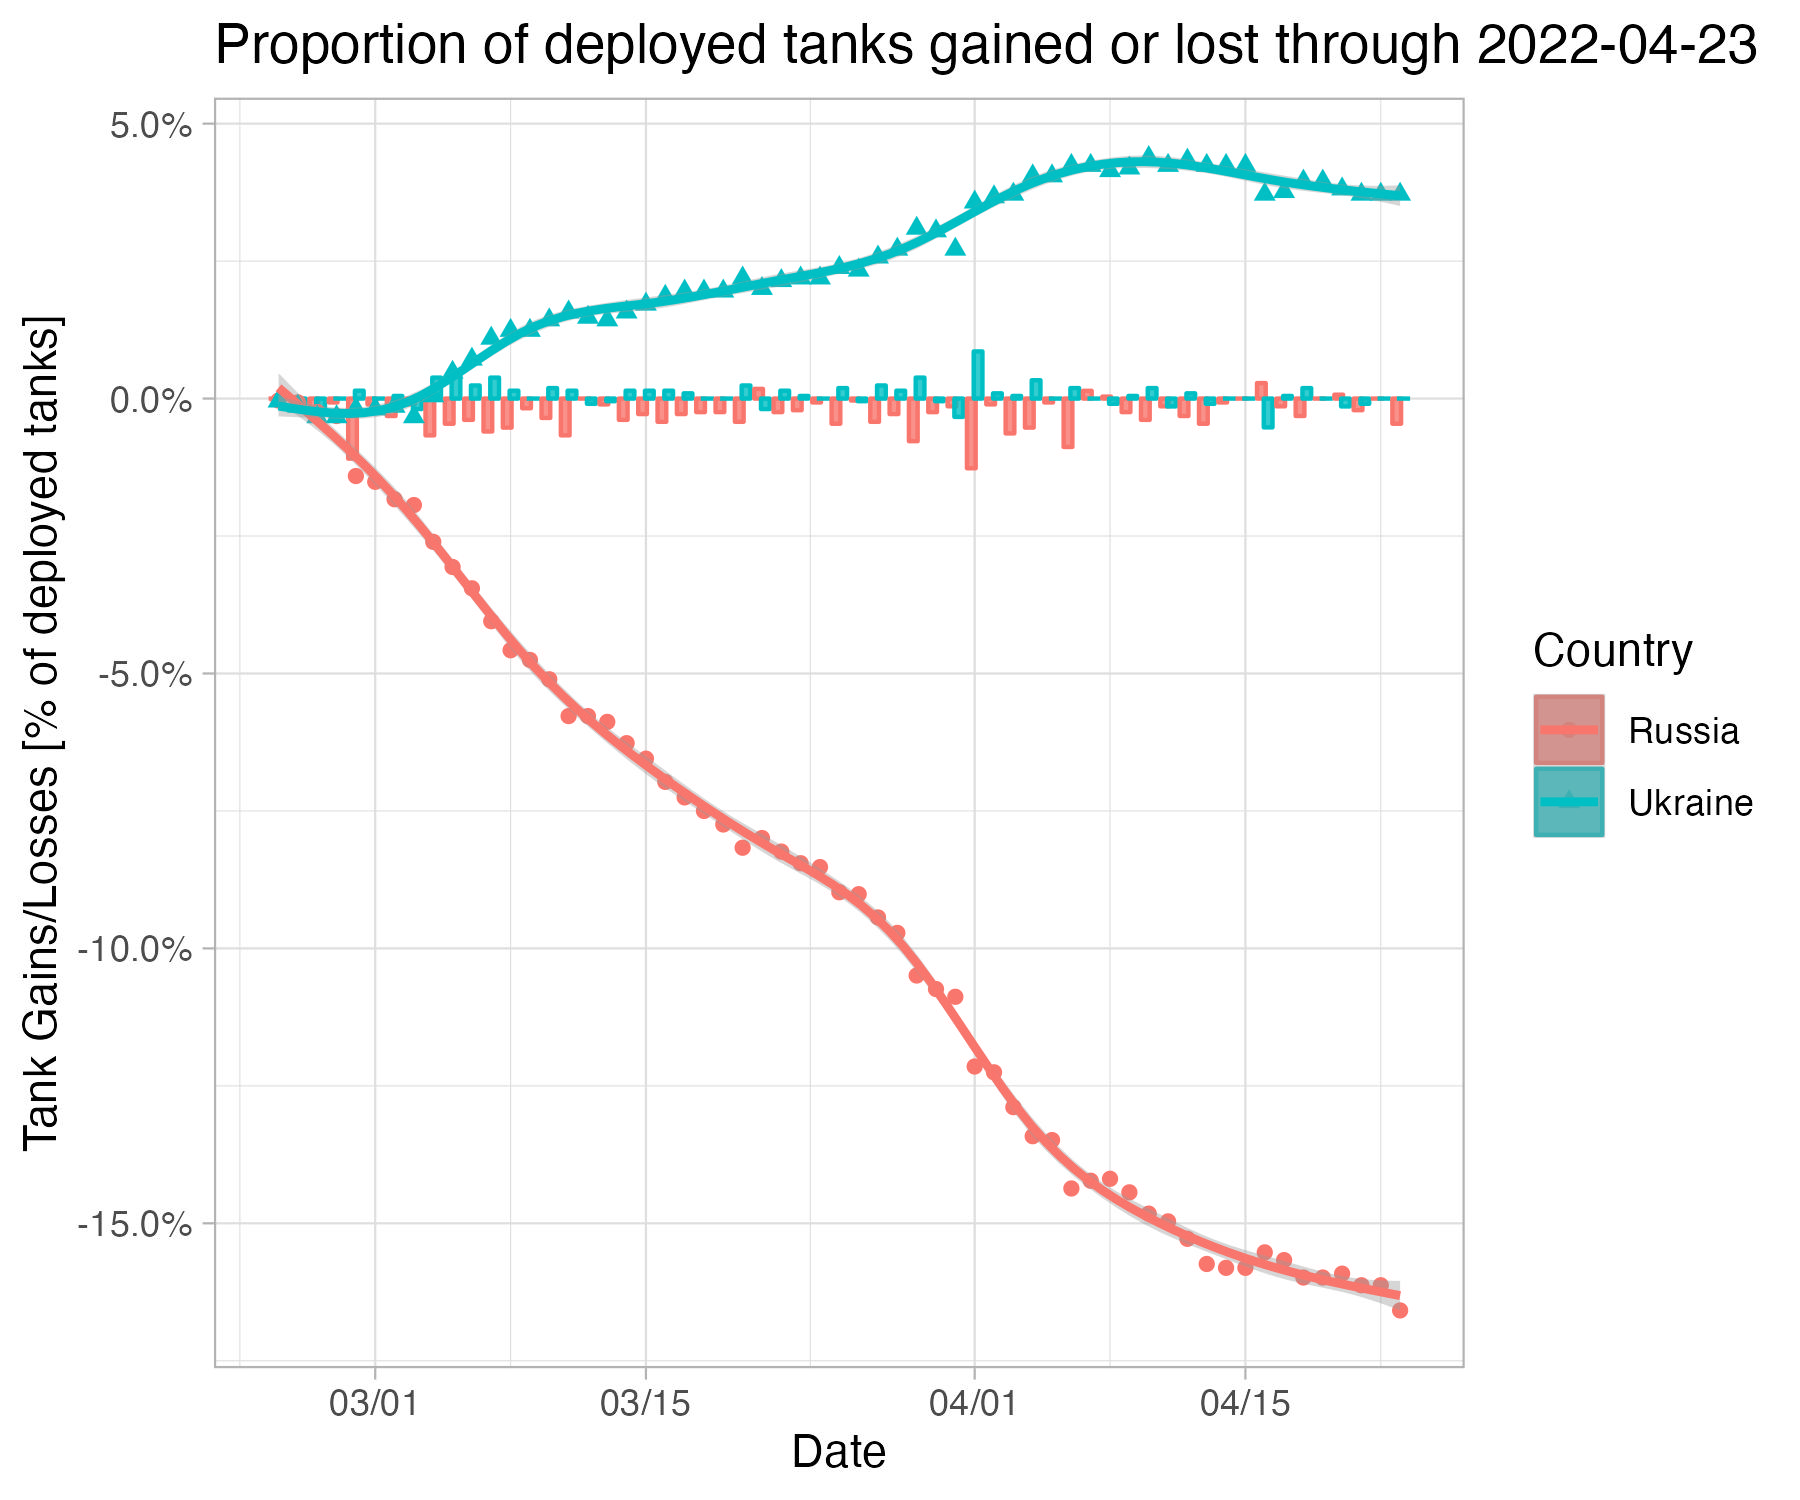 Proportion of deployed tanks gained or lost through 2022-04-23
Tank Gains/Losses [% of deployed tanks]
5.0%
0.0%
-5.0%
-10.0%
-15.0%
03/01
03/15
04/01
04/15
Date
Country
Russia
Ukraine